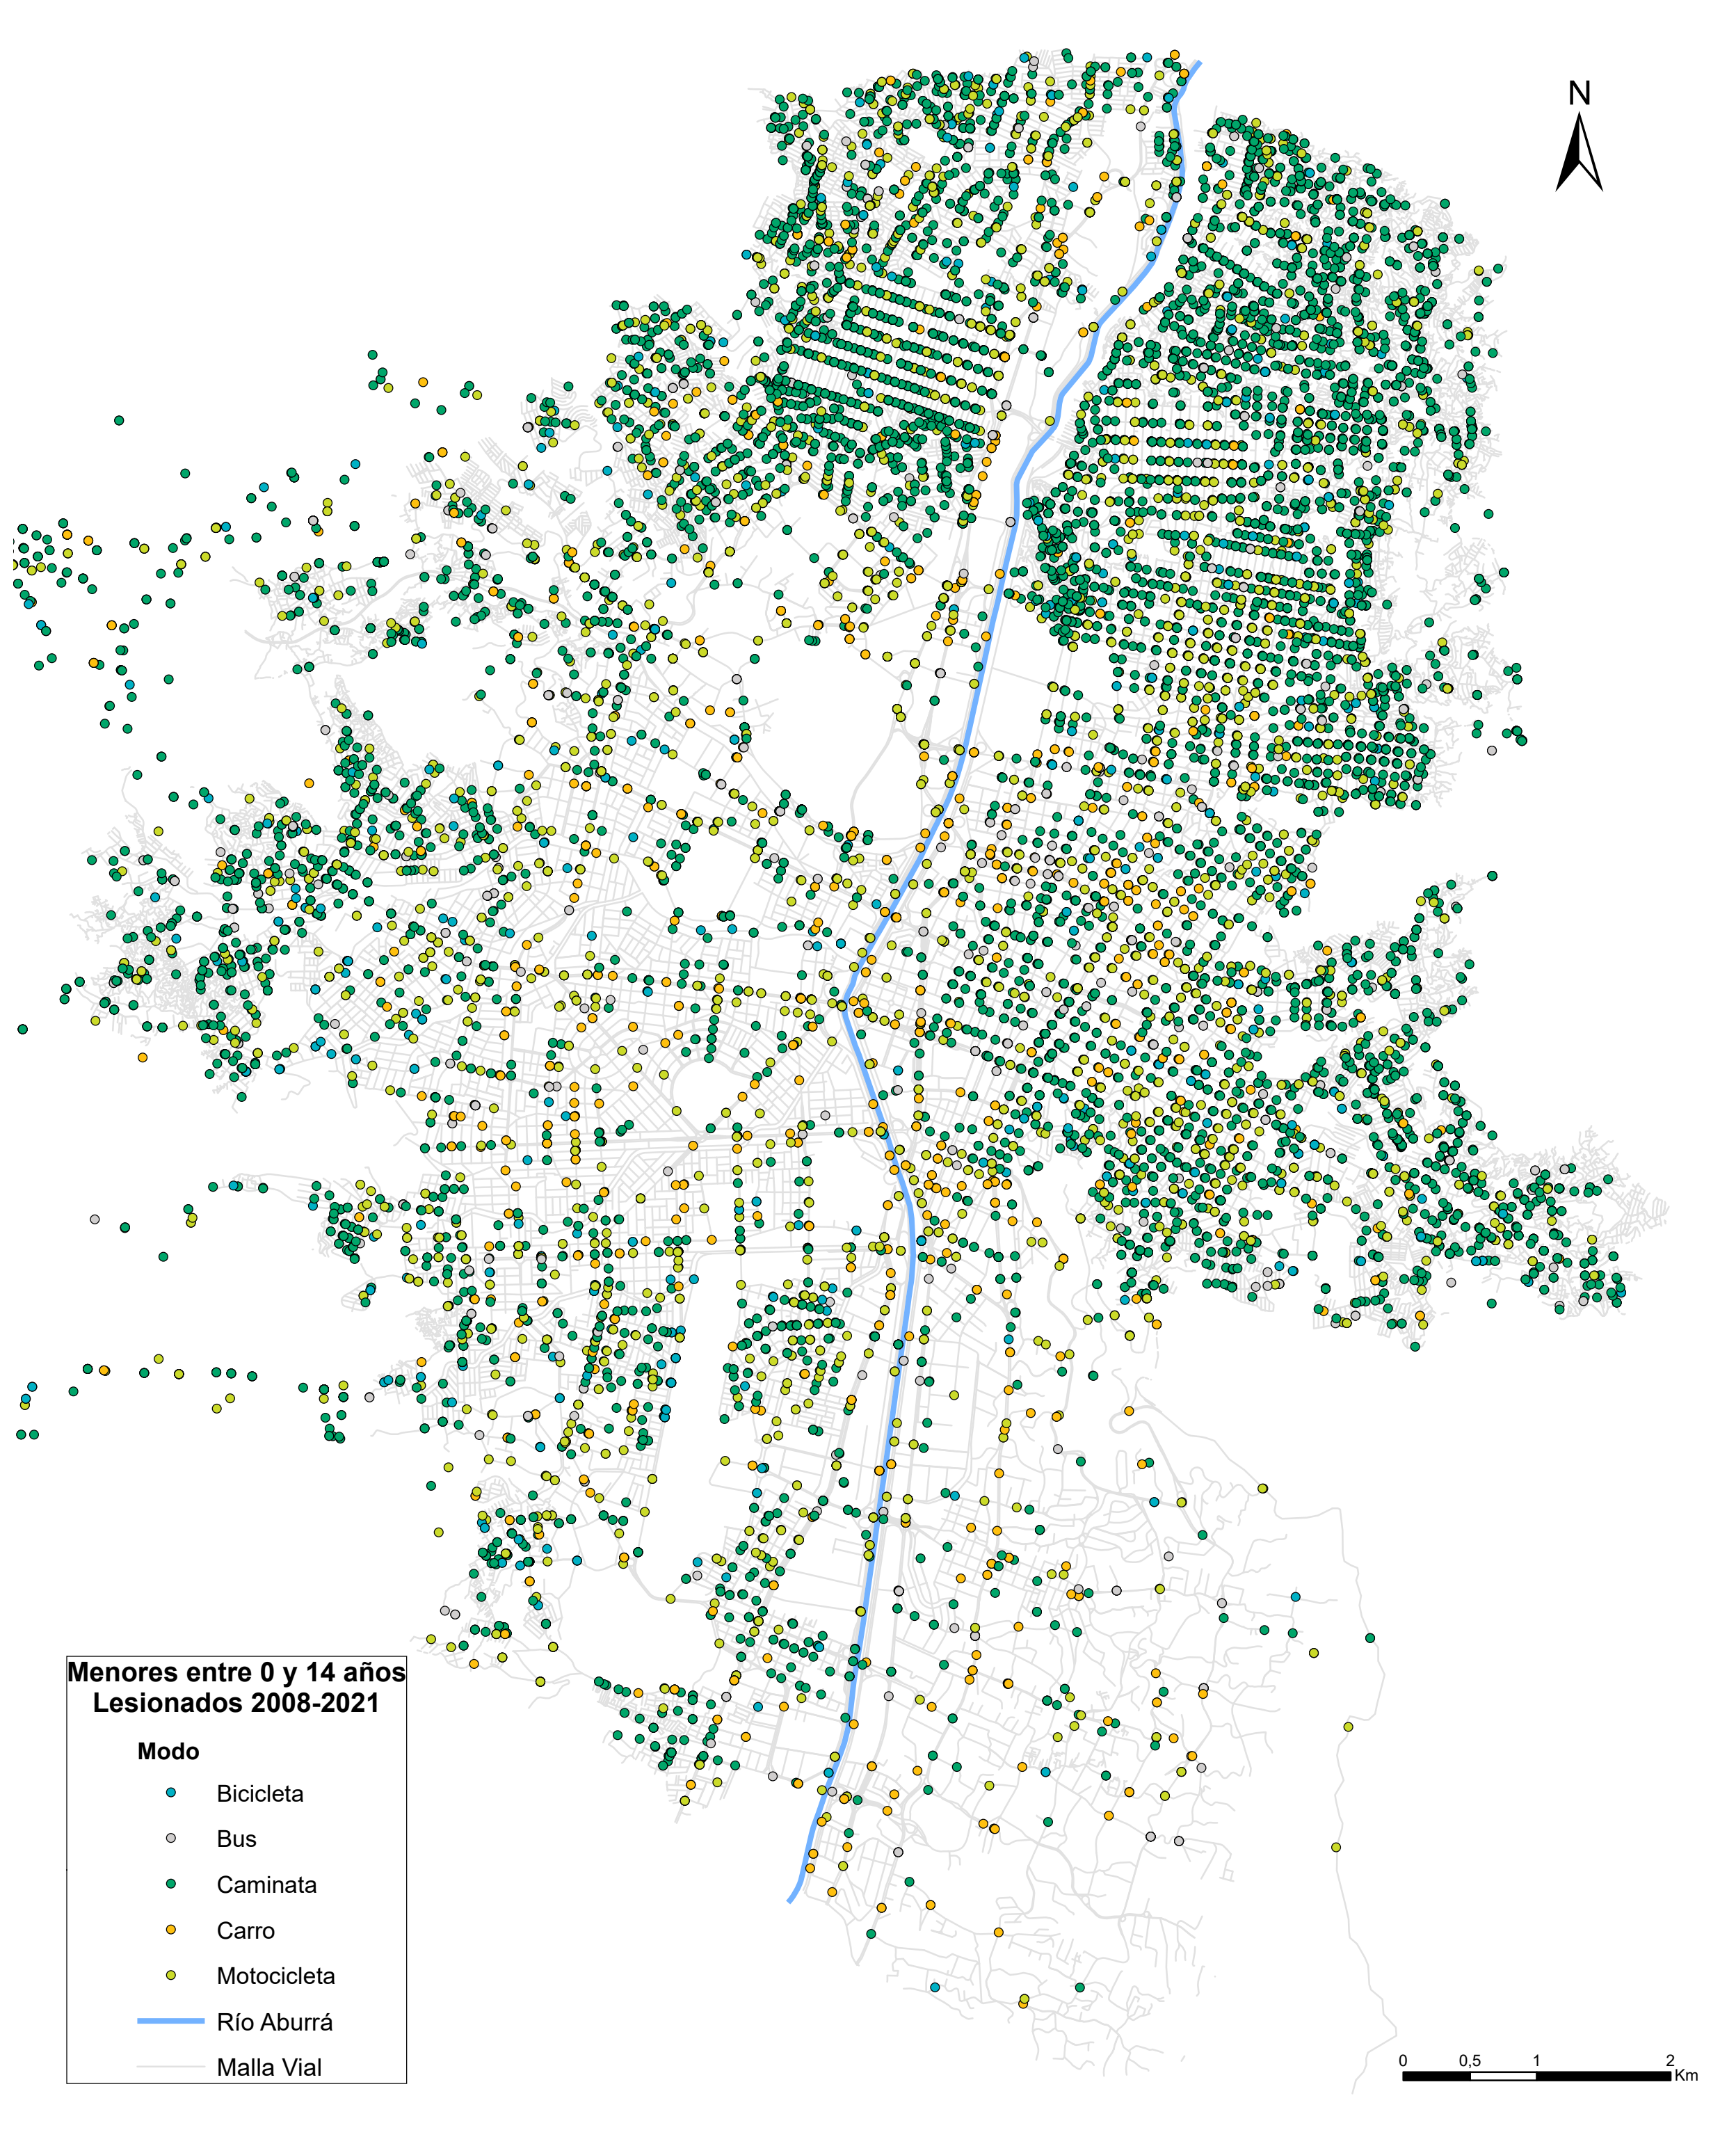 N
Menores entre 0 y 14 años
Lesionados 2008-2021
Modo
Bicicleta
Bus
Caminata
Carro
Motocicleta
Río Aburrá
Malla Vial
0 0,5 1 2
Km